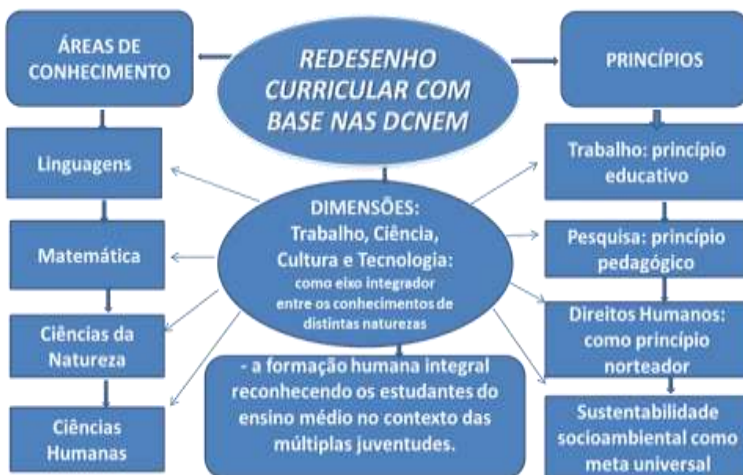 ÁREAS DE
CONHECIMENTO
REDESENHO
CURRICULAR COM
BASE NAS DCNEM
PRINCÍPIOS
Linguagens
Matemática
Ciências da
Natureza
Ciências
Humanas
DIMENSÕES:
Trabalho, Ciência,
Cultura e Tecnologia:
como eixo integrador
entre os conhecimentos de
distintas naturezas
- a formação humana integral
reconhecendo os estudantes do
ensino médio no contexto das
múltiplas juventudes.
Trabalho: princípio
educativo
Pesquisa: princípio
pedagógico
Direitos Humanos:
como princípio
norteador
Sustentabilidade
socioambiental como
meta universal